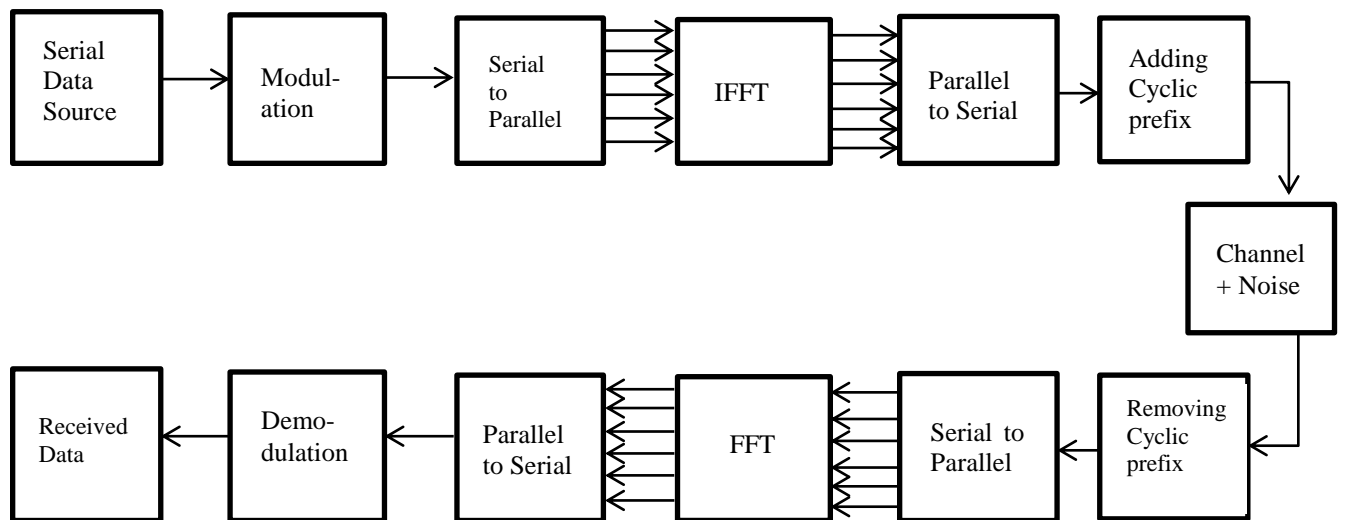 Serial
Data
Source
Modul-
ation
Serial
to
Parallel
IFFT
Parallel
to Serial
Adding
Cyclic
prefix
Channel
+ Noise
Removing
Cyclic
prefix
Serial to
Parallel
FFT
Parallel
to Serial
Demo-
dulation
Received
Data